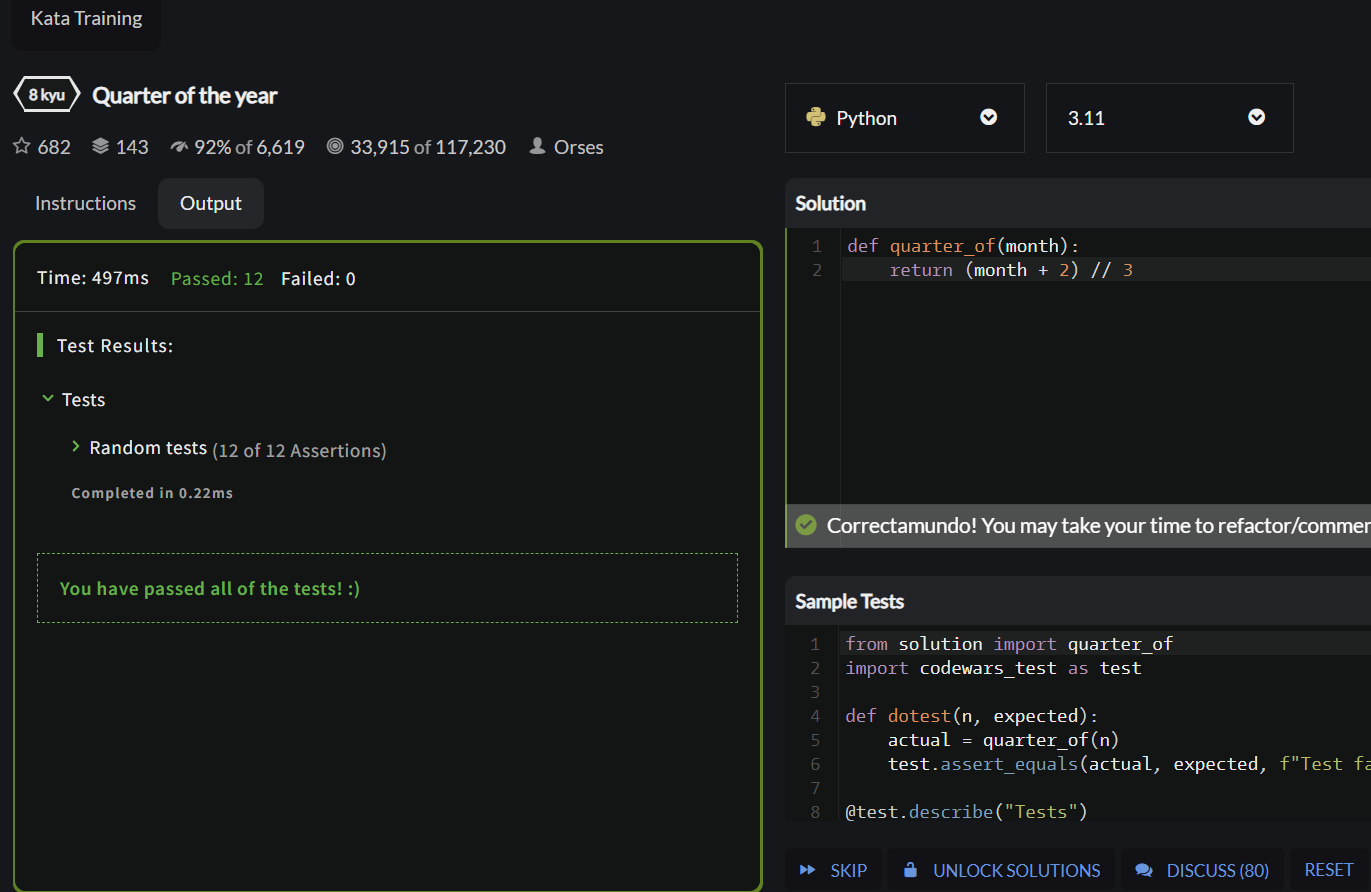 Kata Training
8 kyu Quarter of the year
682 143 92% of 6,619 33,915 of 117,230 Orses
Instructions Output
Time: 497ms Passed: 12 Failed: 0
Test Results:
Tests
Random tests (12 of 12 Assertions)
Completed in 0.22ms
You have passed all of the tests! :)
Python 3.11
Solution
1 def quarter_of(month):
2     return (month + 2) // 3
Correctamundo! You may take your time to refactor/commen
Sample Tests
1 from solution import quarter_of
2 import codewars_test as test
3
4 def dotest(n, expected):
5     actual = quarter_of(n)
6     test.assert_equals(actual, expected, f"Test fa
7
8 @test.describe("Tests")
SKIP UNLOCK SOLUTIONS DISCUSS (80) RESET